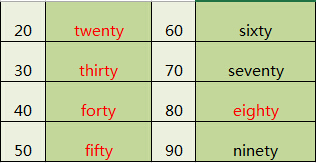 20 twenty 60 sixty
30 thirty 70 seventy
40 forty 80 eighty
50 fifty 90 ninety